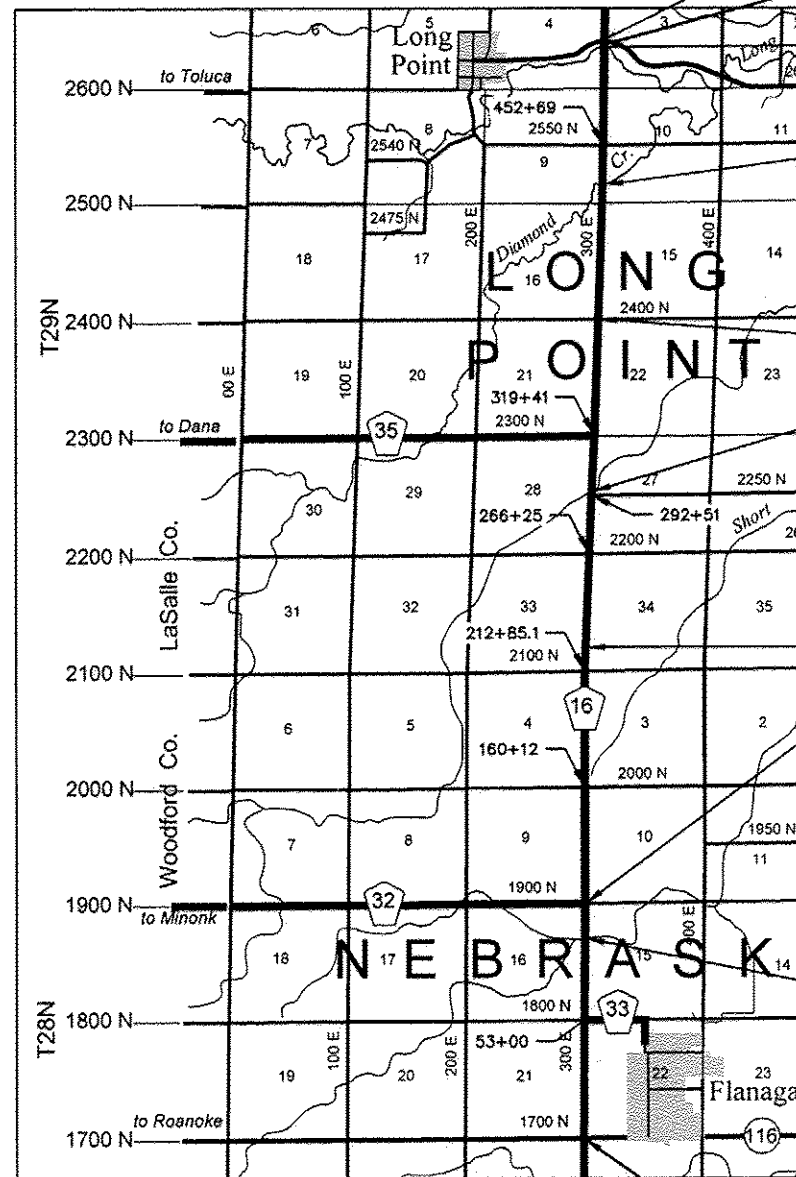 6
5
4
3
Long
Point
Long
2600 N
to Toluca
452+69
2550 N
7
8
2540 N
10
11
9
Cr.
2500 N
2475 N
200 E
300 E
400 E
Diamond
18
17
16
15
14
LONG
T29N
2400 N
2400 N
POINT
00 E
100 E
19
20
21
22
23
319+41
2300 N
to Dana
2300 N
35
29
28
27
2250 N
30
266+25
292+51
Short
LaSalle Co.
2200 N
2200 N
31
32
33
34
35
212+85.1
2100 N
2100 N
16
6
5
4
3
2
160+12
Woodford Co.
2000 N
2000 N
7
8
9
10
1950 N
11
1900 N
1900 N
32
to Minonk
18
17
16
15
14
NEBRASK
T28N
1800 N
1800 N
33
53+00
100 E
200 E
300 E
19
20
21
22
23
Flanaga
to Roanoke
1700 N
1700 N
116